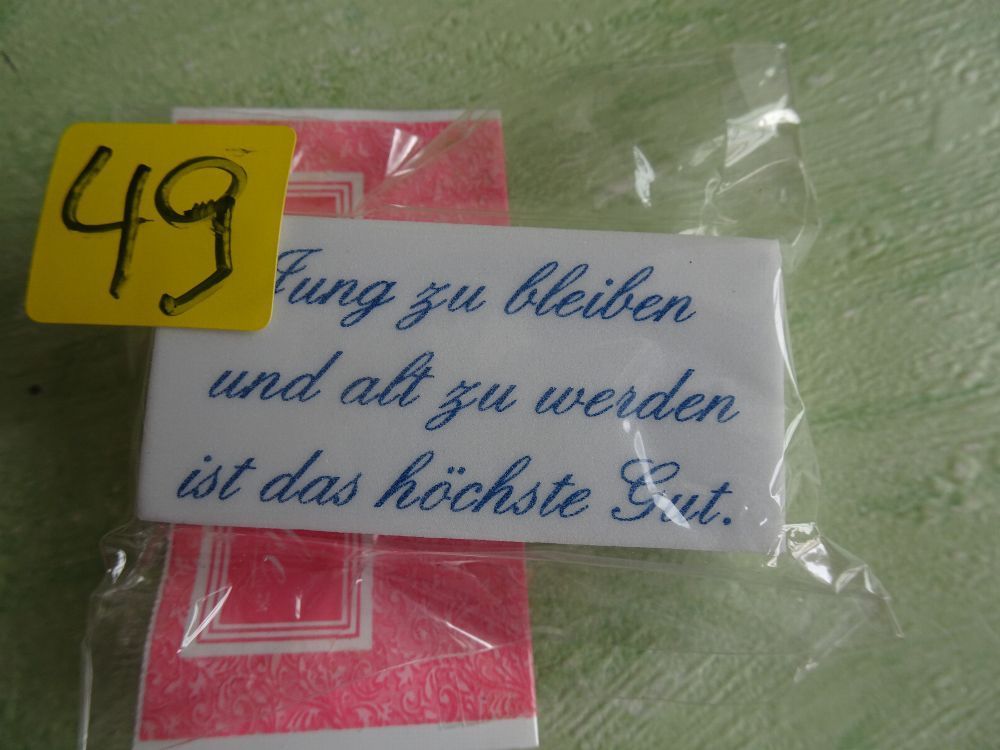 49
Jung zu bleiben
und alt zu werden
ist das höchste Gut.